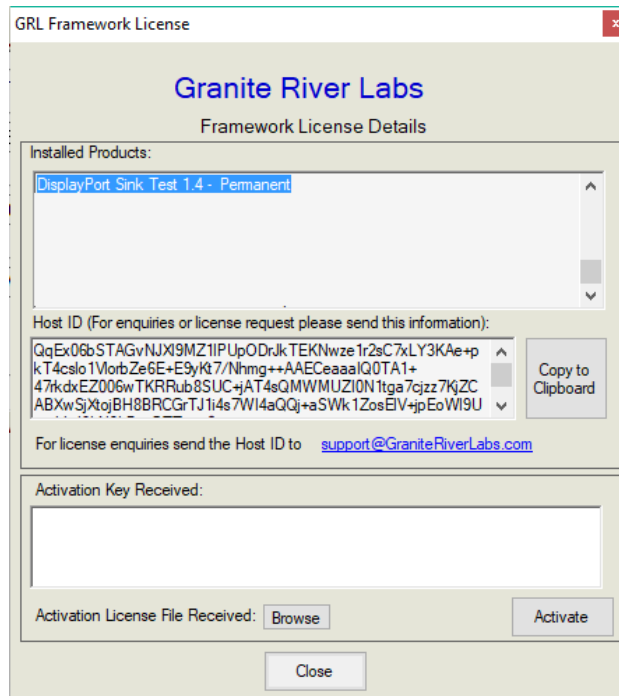 GRL Framework License
Granite River Labs
Framework License Details
Installed Products:
DisplayPort Sink Test 1.4 - Permanent
Host ID (For enquiries or license request please send this information):
QqEx06bSTAGvNJXI9MZ1IPUpODrJkTEKNwze1r2sC7xLY3KAe+p
kT4cslo1VlorbZe6E+E9yKt7/Nhmg++AAECeaaaIQ0TA1+
47rkdxEZ006wTKRRub8SUC+jAT4sQMWMUZI0N1tga7cjzz7KjZC
ABXwSjXtojBH8BRCGrTJ1i4s7WI4aQQj+aSWk1ZosEIV+jpEoWI9U
Copy to
Clipboard
For license enquiries send the Host ID to support@GraniteRiverLabs.com
Activation Key Received:
Activation License File Received: Browse
Activate
Close